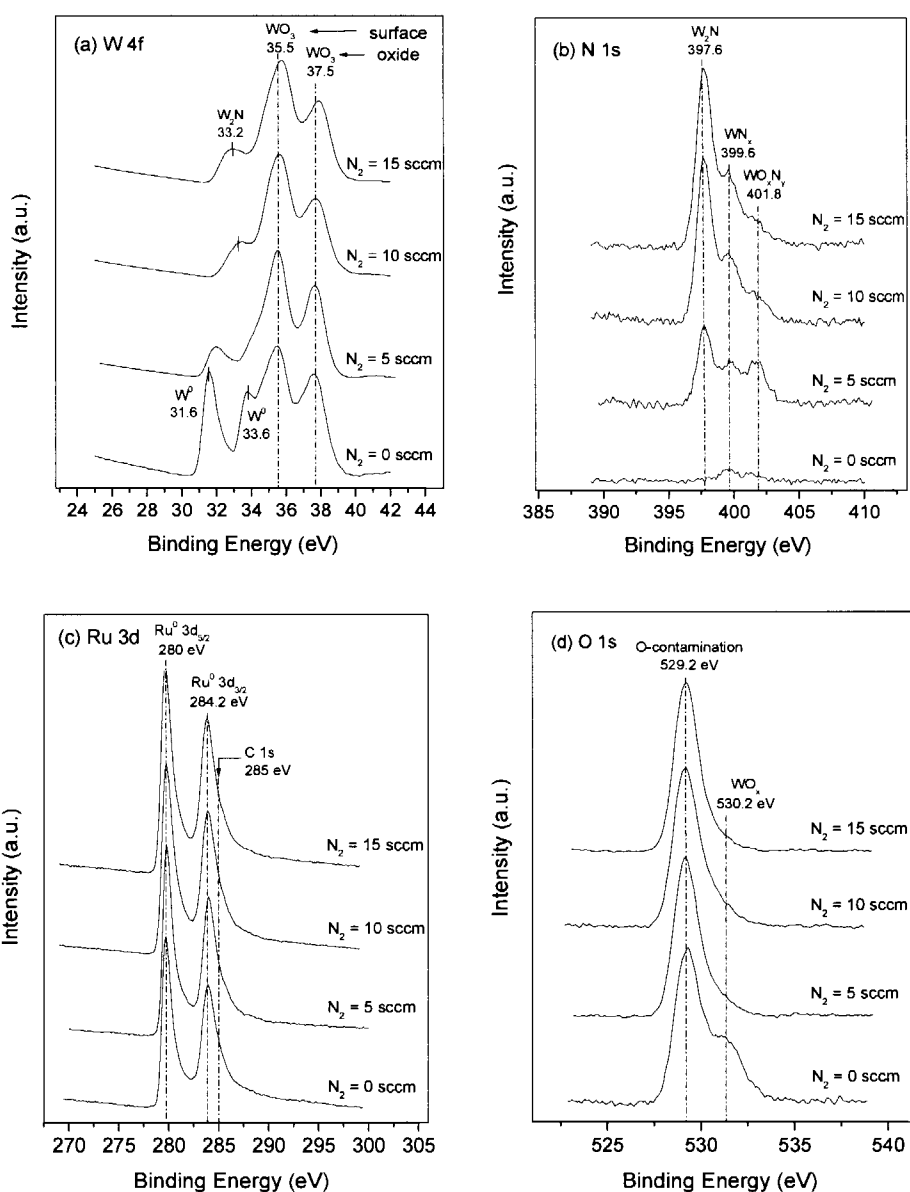 (a) W 4f
WO₃ ← surface
35.5
WO₃ ← oxide
37.5
W₂N
33.2
N₂ = 15 sccm
N₂ = 10 sccm
N₂ = 5 sccm
W⁰
31.6
W⁰
33.6
N₂ = 0 sccm
Intensity (a.u.)
24 26 28 30 32 34 36 38 40 42 44
Binding Energy (eV)
(b) N 1s
W₂N
397.6
WNₓ
399.6
WOₓNᵧ
401.8
N₂ = 15 sccm
N₂ = 10 sccm
N₂ = 5 sccm
N₂ = 0 sccm
Intensity (a.u.)
385 390 395 400 405 410
Binding Energy (eV)
(c) Ru 3d
Ru⁰ 3d₅/₂
280 eV
Ru⁰ 3d₃/₂
284.2 eV
C 1s
285 eV
N₂ = 15 sccm
N₂ = 10 sccm
N₂ = 5 sccm
N₂ = 0 sccm
Intensity (a.u.)
270 275 280 285 290 295 300 305
Binding Energy (eV)
(d) O 1s
O-contamination
529.2 eV
WOₓ
530.2 eV
N₂ = 15 sccm
N₂ = 10 sccm
N₂ = 5 sccm
N₂ = 0 sccm
Intensity (a.u.)
525 530 535 540
Binding Energy (eV)